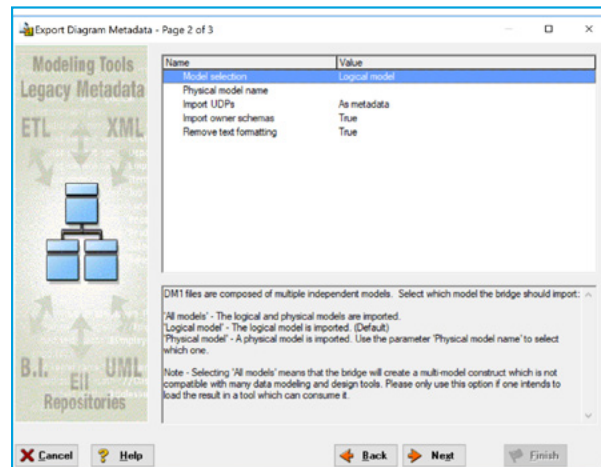 Export Diagram Metadata - Page 2 of 3
Modeling Tools
Legacy Metadata
ETL XML
B.I. EII UML
Repositories
Name Value
Model selection Logical model
Physical model name
Import UDPs As metadata
Import owner schemas True
Remove text formatting True
DM1 files are composed of multiple independent models. Select which model the bridge should import:
'All models' - The logical and physical models are imported.
'Logical model' - The logical model is imported. (Default)
'Physical model' - A physical model is imported. Use the parameter 'Physical model name' to select
which one.
Note - Selecting 'All models' means that the bridge will create a multi-model construct which is not
compatible with many data modeling and design tools. Please only use this option if one intends to
load the result in a tool which can consume it.
Cancel Help Back Next Finish